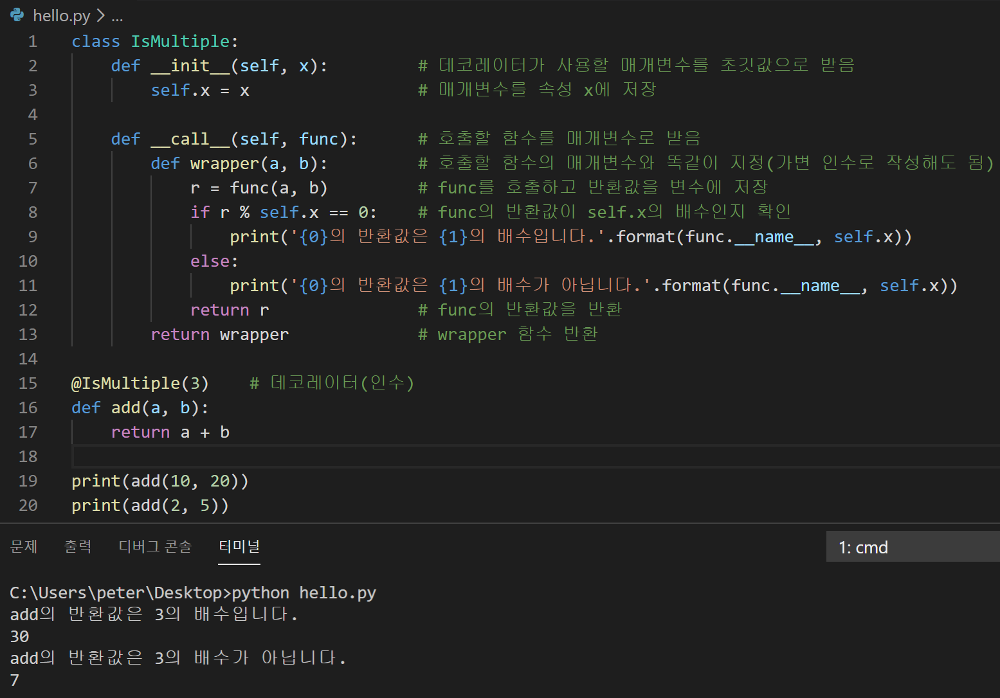 hello.py > ...
1 class IsMultiple:
2     def __init__(self, x):         # 데코레이터가 사용할 매개변수를 초깃값으로 받음
3         self.x = x                 # 매개변수를 속성 x에 저장
4
5     def __call__(self, func):      # 호출할 함수를 매개변수로 받음
6         def wrapper(a, b):         # 호출할 함수의 매개변수와 똑같이 지정(가변 인수로 작성해도 됨)
7             r = func(a, b)         # func를 호출하고 반환값을 변수에 저장
8             if r % self.x == 0:    # func의 반환값이 self.x의 배수인지 확인
9                 print('{0}의 반환값은 {1}의 배수입니다.'.format(func.__name__, self.x))
10             else:
11                 print('{0}의 반환값은 {1}의 배수가 아닙니다.'.format(func.__name__, self.x))
12             return r               # func의 반환값을 반환
13         return wrapper             # wrapper 함수 반환
14
15 @IsMultiple(3)    # 데코레이터(인수)
16 def add(a, b):
17     return a + b
18
19 print(add(10, 20))
20 print(add(2, 5))
문제 출력 디버그 콘솔 터미널 1: cmd
C:\Users\peter\Desktop>python hello.py
add의 반환값은 3의 배수입니다.
30
add의 반환값은 3의 배수가 아닙니다.
7